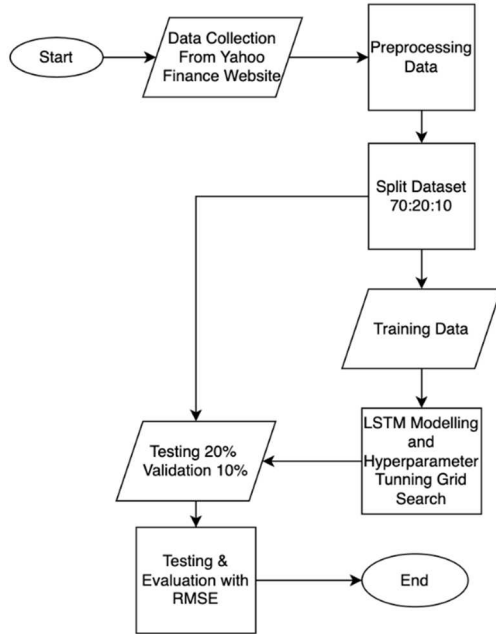 Start
Data Collection
From Yahoo
Finance Website
Preprocessing
Data
Split Dataset
70:20:10
Training Data
LSTM Modelling
and
Hyperparameter
Tunning Grid
Search
Testing 20%
Validation 10%
Testing &
Evaluation with
RMSE
End